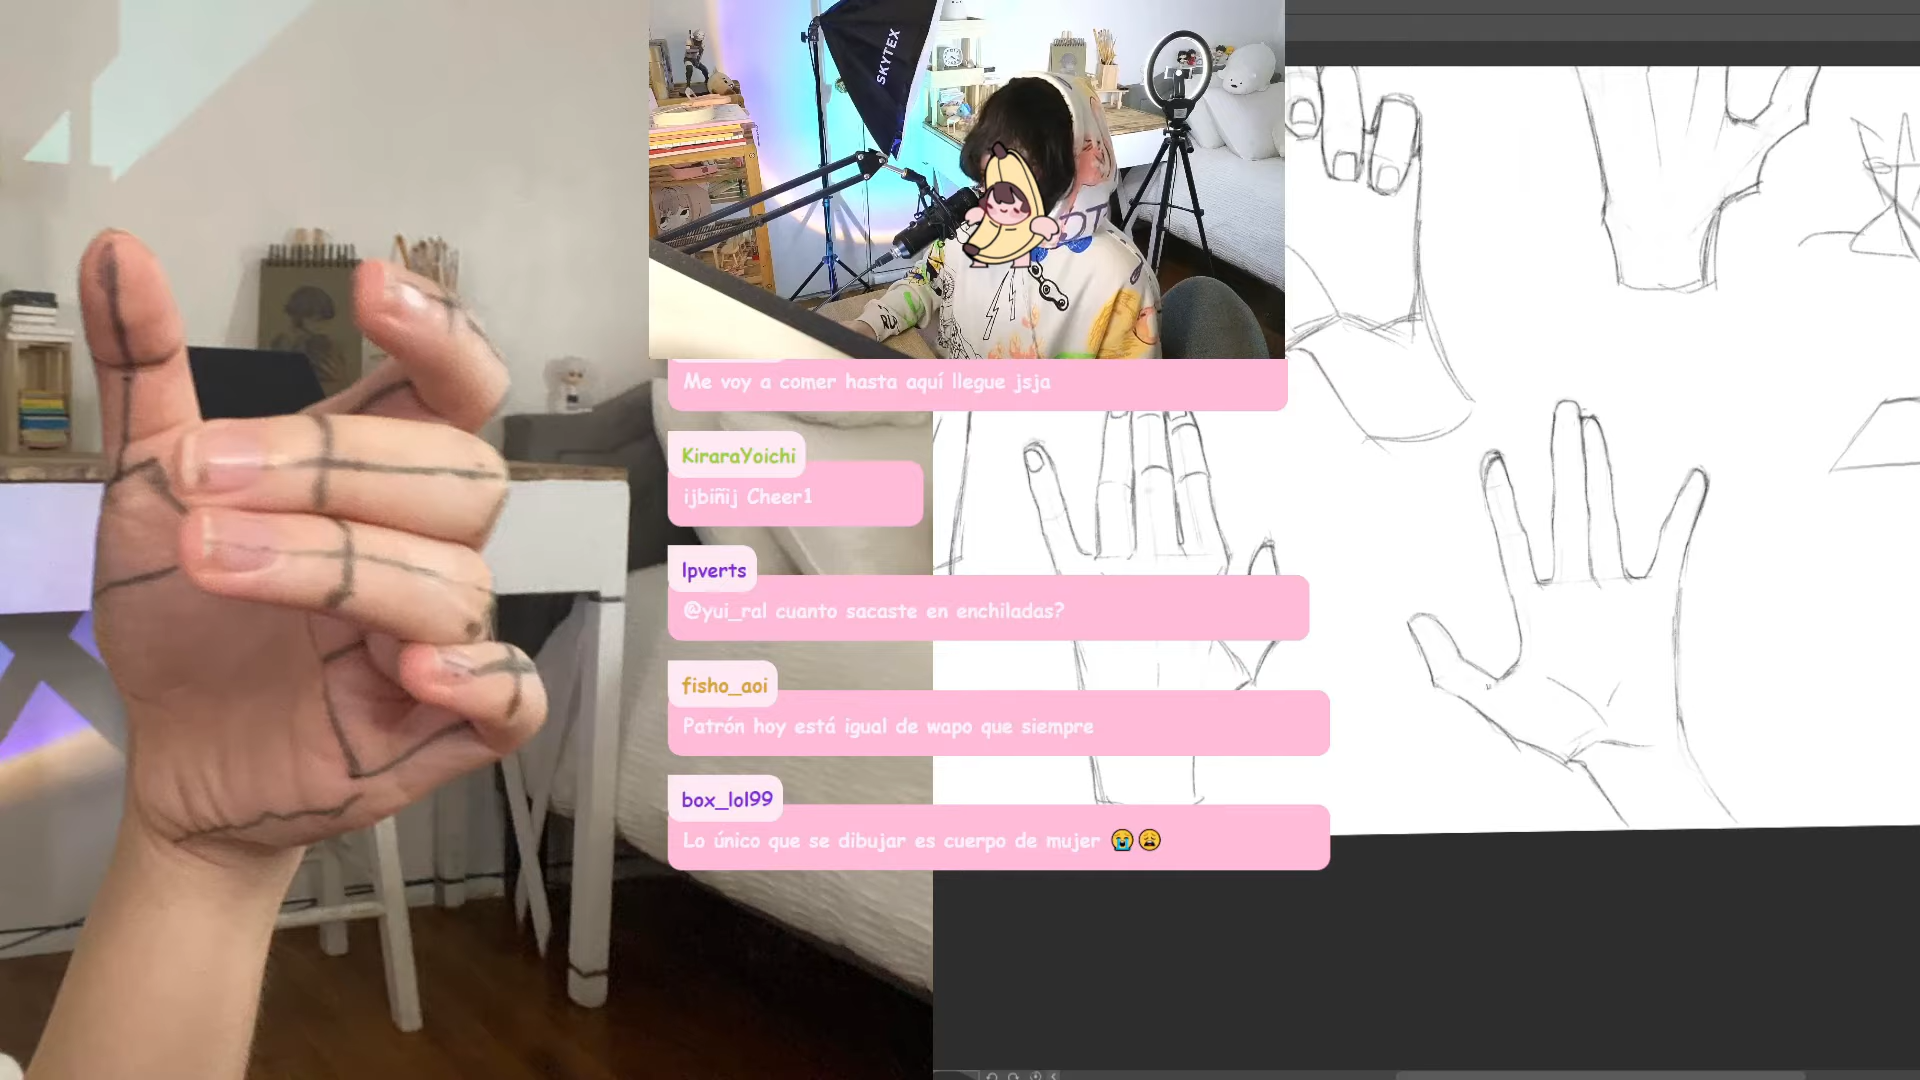 SKYTEX
Me voy a comer hasta aquí llegue jsja
KiraraYoichi
ijbiñij Cheer1
lpverts
@yui_ral cuanto sacaste en enchiladas?
fisho_aoi
Patrón hoy está igual de wapo que siempre
box_lol99
Lo único que se dibujar es cuerpo de mujer 😭😩